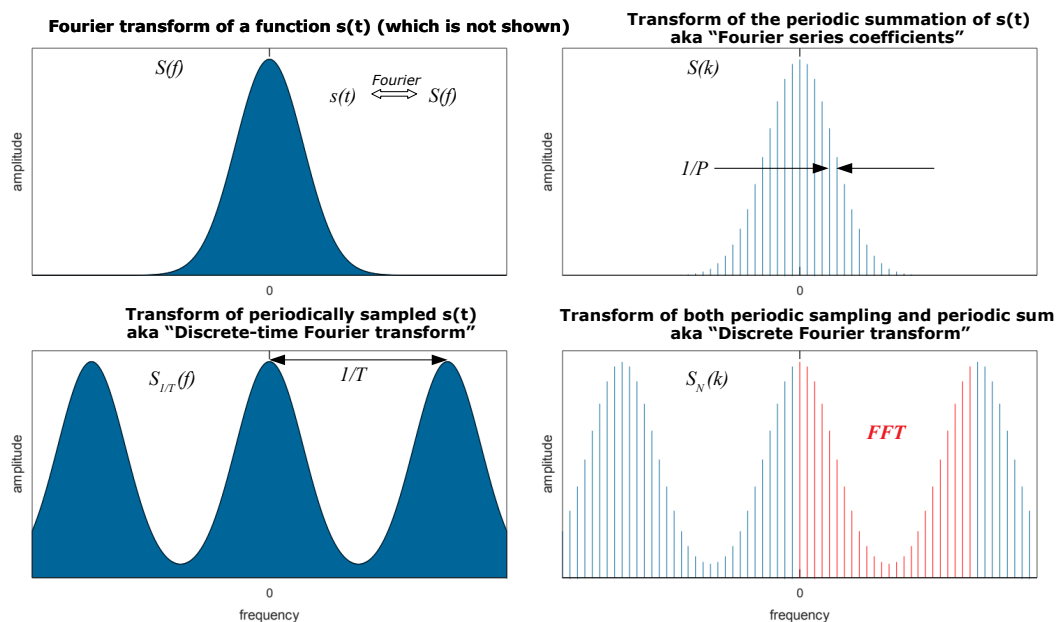 Fourier transform of a function s(t) (which is not shown)
S(f)
Fourier
s(t) S(f)
amplitude
0
Transform of the periodic summation of s(t)
aka “Fourier series coefficients”
S(k)
1/P
amplitude
0
Transform of periodically sampled s(t)
aka “Discrete-time Fourier transform”
S1/T(f)
1/T
amplitude
0
frequency
Transform of both periodic sampling and periodic sum
aka “Discrete Fourier transform”
SN(k)
FFT
amplitude
0
frequency